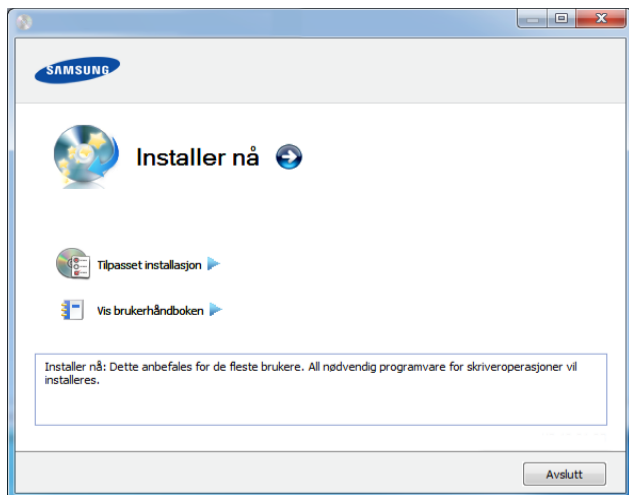 SAMSUNG
Installer nå
Tilpasset installasjon
Vis brukerhåndboken
Installer nå: Dette anbefales for de fleste brukere. All nødvendig programvare for skriveroperasjoner vil
installeres.
Avslutt